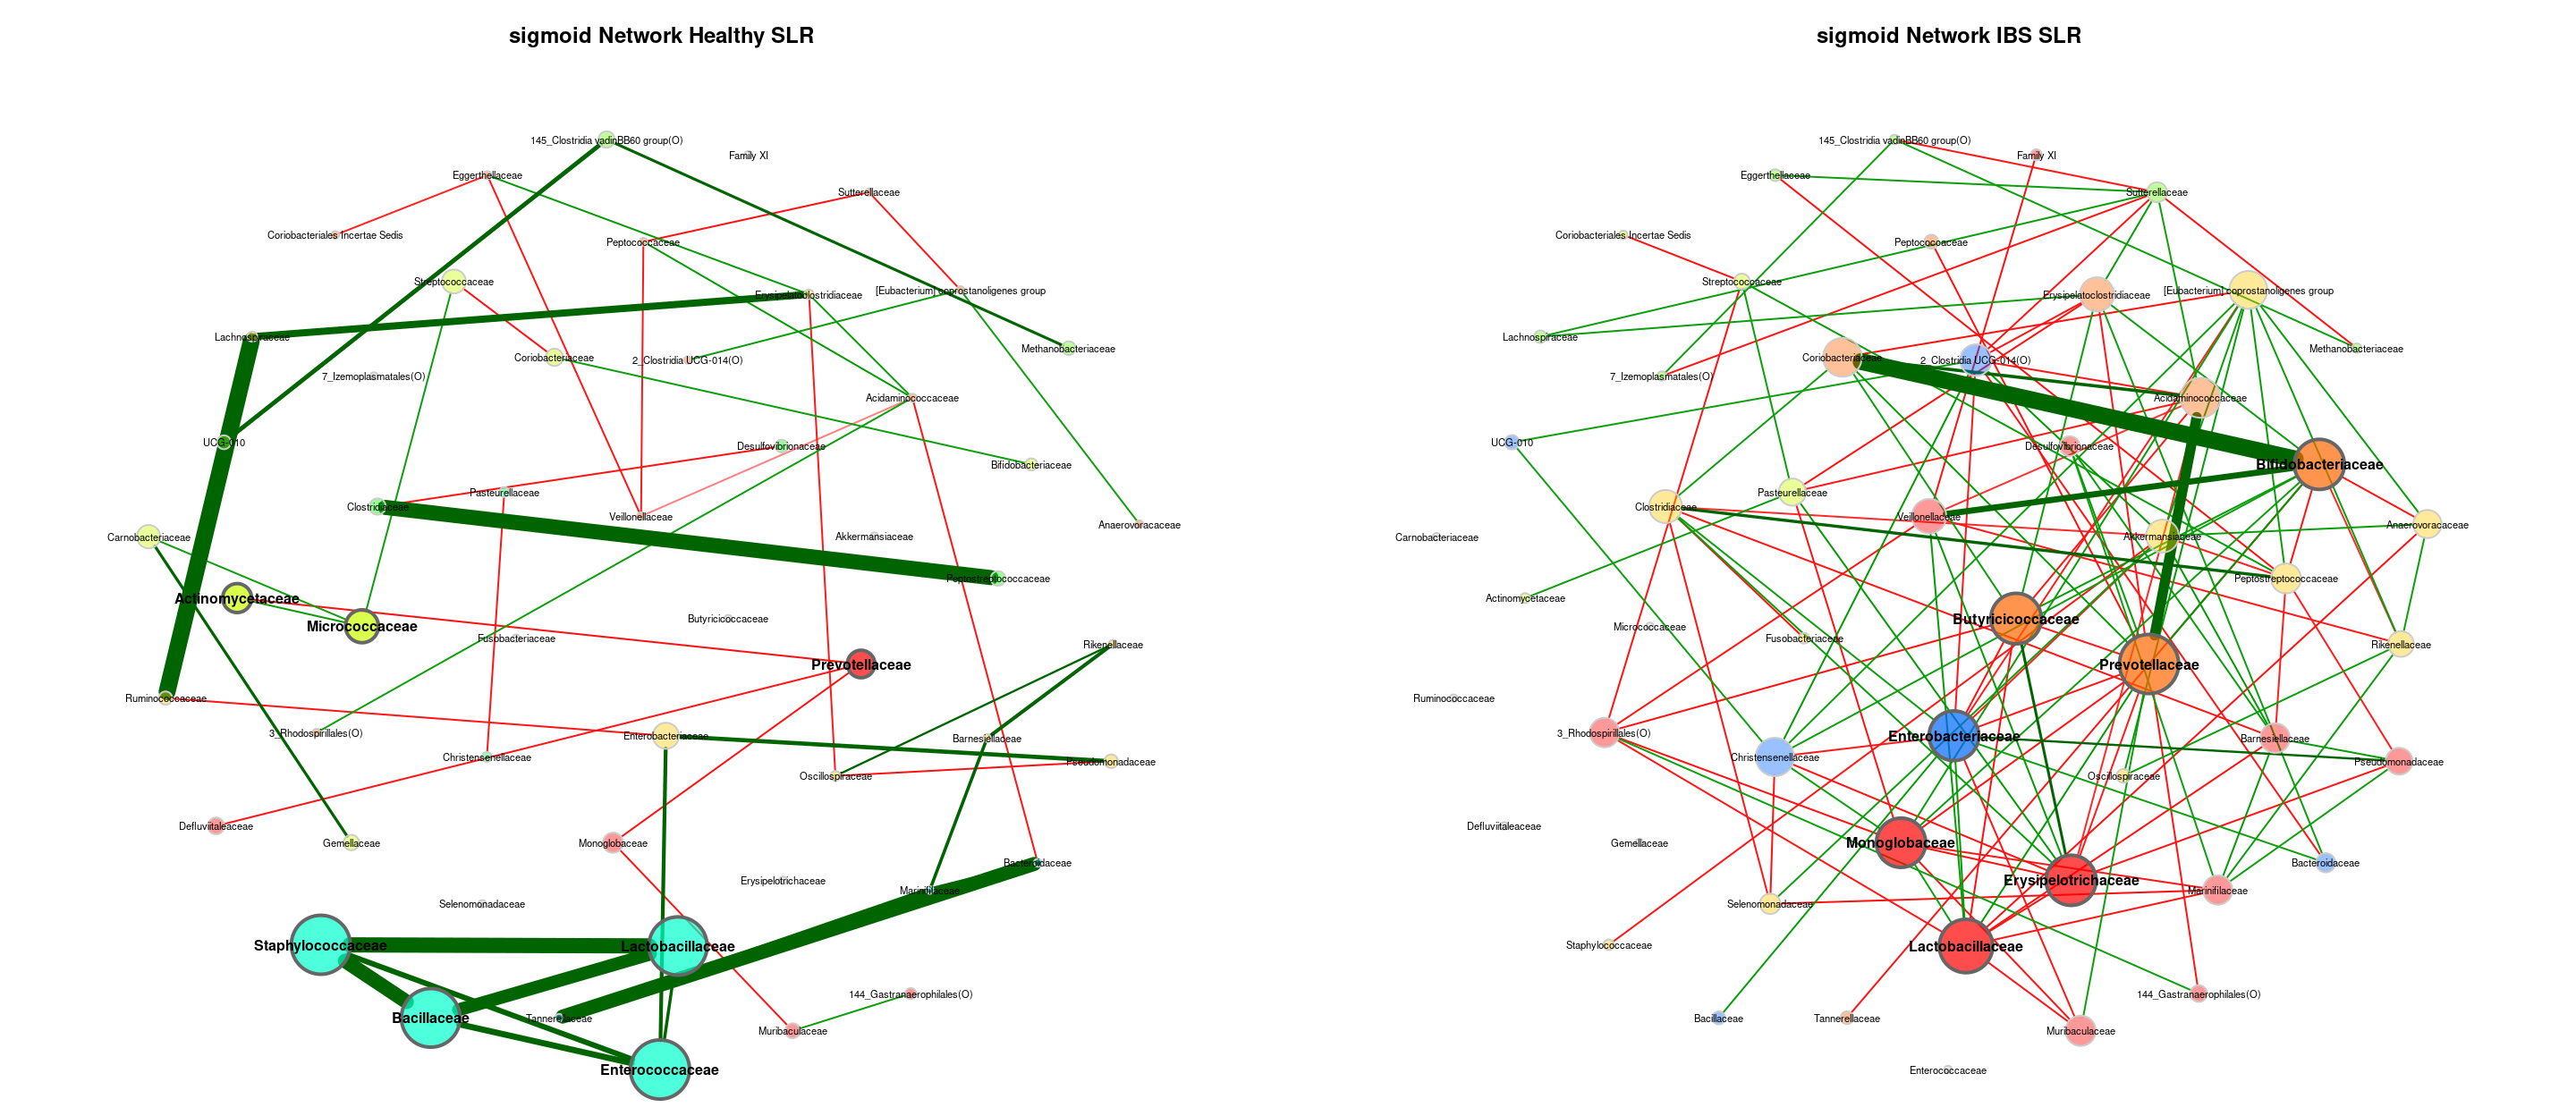 sigmoid Network Healthy SLR
145_Clostridia vadinBB60 group(O)
Family XI
Eggerthellaceae
Sutterellaceae
Coriobacteriales Incertae Sedis
Peptococcaceae
Streptococcaceae
Erysipelatoclostridiaceae
[Eubacterium] coprostanoligenes group
Lachnospiraceae
Methanobacteriaceae
Coriobacteriaceae
2_Clostridia UCG-014(O)
7_Izemoplasmatales(O)
Acidaminococcaceae
UCG-010
Desulfovibrionaceae
Bifidobacteriaceae
Pasteurellaceae
Clostridiaceae
Veillonellaceae
Anaerovoracaceae
Carnobacteriaceae
Akkermansiaceae
Peptostreptococcaceae
Actinomycetaceae
Butyricicoccaceae
Micrococcaceae
Fusobacteriaceae
Rikenellaceae
Prevotellaceae
Ruminococcaceae
3_Rhodospirillales(O)
Enterobacteriaceae
Barnesiellaceae
Christensenellaceae
Pseudomonadaceae
Oscillospiraceae
Defluviitaleaceae
Gemellaceae
Monoglobaceae
Bacteroidaceae
Erysipelotrichaceae
Marinifilaceae
Selenomonadaceae
Staphylococcaceae
Lactobacillaceae
144_Gastranaerophilales(O)
Bacillaceae
Tannerellaceae
Muribaculaceae
Enterococcaceae
sigmoid Network IBS SLR
145_Clostridia vadinBB60 group(O)
Family XI
Eggerthellaceae
Sutterellaceae
Coriobacteriales Incertae Sedis
Peptococcaceae
Streptococcaceae
Erysipelatoclostridiaceae
[Eubacterium] coprostanoligenes group
Lachnospiraceae
Methanobacteriaceae
Coriobacteriaceae
2_Clostridia UCG-014(O)
7_Izemoplasmatales(O)
Acidaminococcaceae
UCG-010
Desulfovibrionaceae
Bifidobacteriaceae
Pasteurellaceae
Clostridiaceae
Veillonellaceae
Anaerovoracaceae
Carnobacteriaceae
Akkermansiaceae
Peptostreptococcaceae
Actinomycetaceae
Butyricicoccaceae
Micrococcaceae
Fusobacteriaceae
Rikenellaceae
Prevotellaceae
Ruminococcaceae
3_Rhodospirillales(O)
Enterobacteriaceae
Barnesiellaceae
Christensenellaceae
Pseudomonadaceae
Oscillospiraceae
Defluviitaleaceae
Gemellaceae
Monoglobaceae
Bacteroidaceae
Erysipelotrichaceae
Marinifilaceae
Selenomonadaceae
Staphylococcaceae
Lactobacillaceae
144_Gastranaerophilales(O)
Bacillaceae
Tannerellaceae
Muribaculaceae
Enterococcaceae